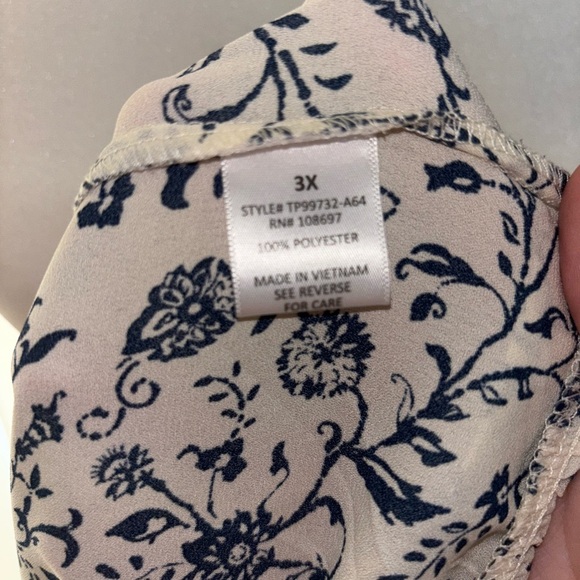 3X
STYLE# TP99732-A64
RN# 108697
100% POLYESTER
MADE IN VIETNAM
SEE REVERSE
FOR CARE